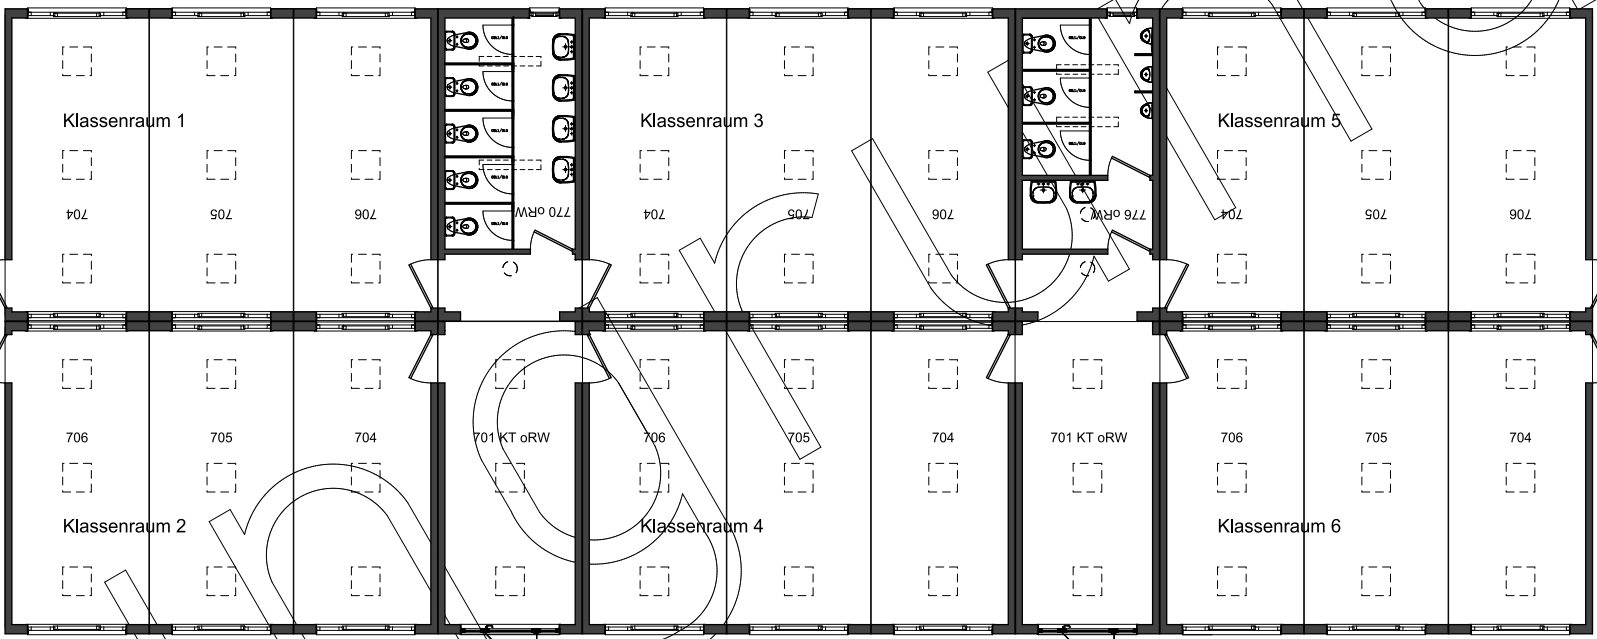 Klassenraum 1
Klassenraum 3
Klassenraum 5
704
705
706
770 oRW
704
705
706
776 oRW
704
705
706
706
705
704
701 KT oRW
706
705
704
701 KT oRW
706
705
704
Klassenraum 2
Klassenraum 4
Klassenraum 6